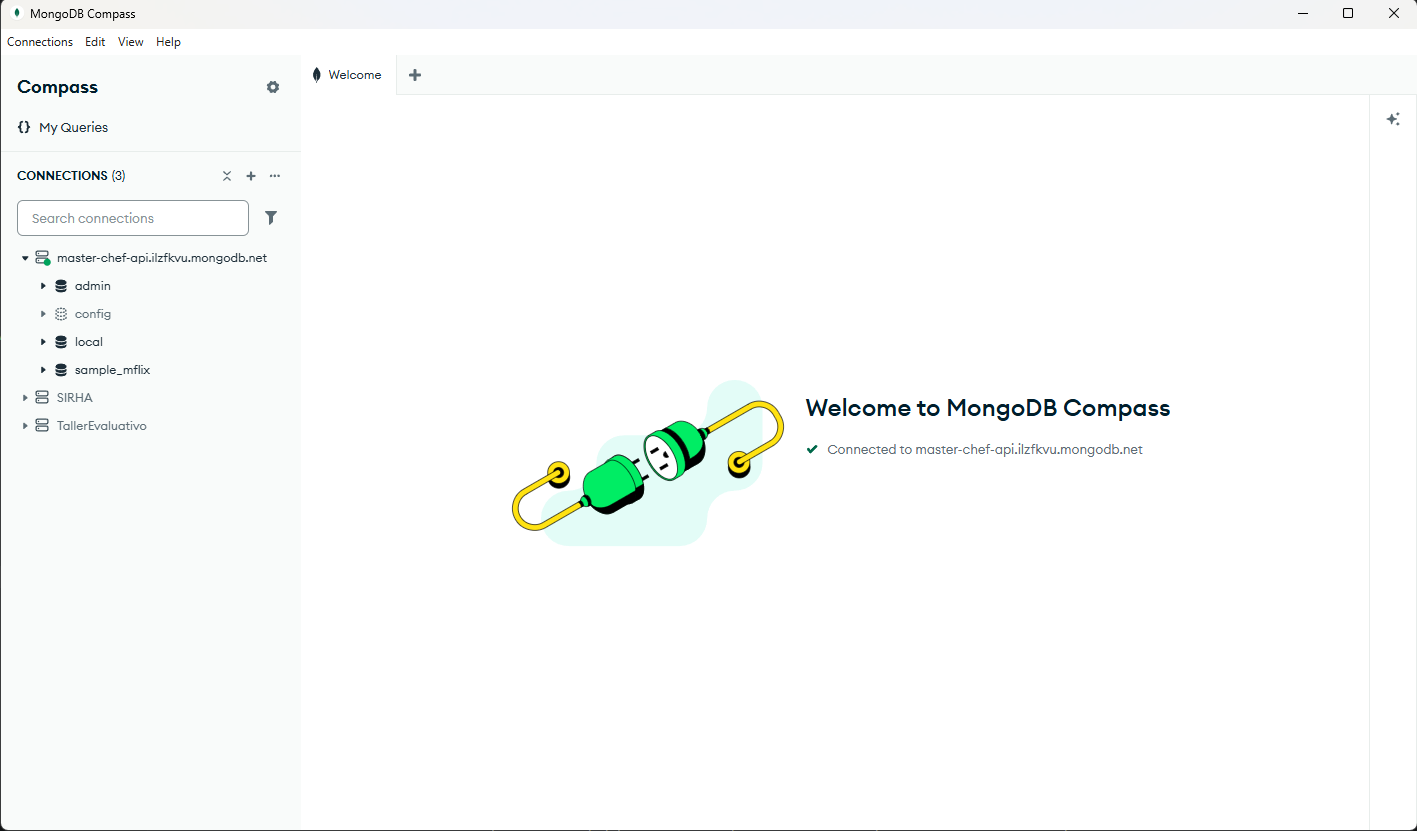 MongoDB Compass
Connections Edit View Help
Compass
Welcome
{} My Queries
CONNECTIONS (3)
Search connections
master-chef-api.ilzfkvu.mongodb.net
admin
config
local
sample_mflix
SIRHA
TallerEvaluativo
Welcome to MongoDB Compass
Connected to master-chef-api.ilzfkvu.mongodb.net